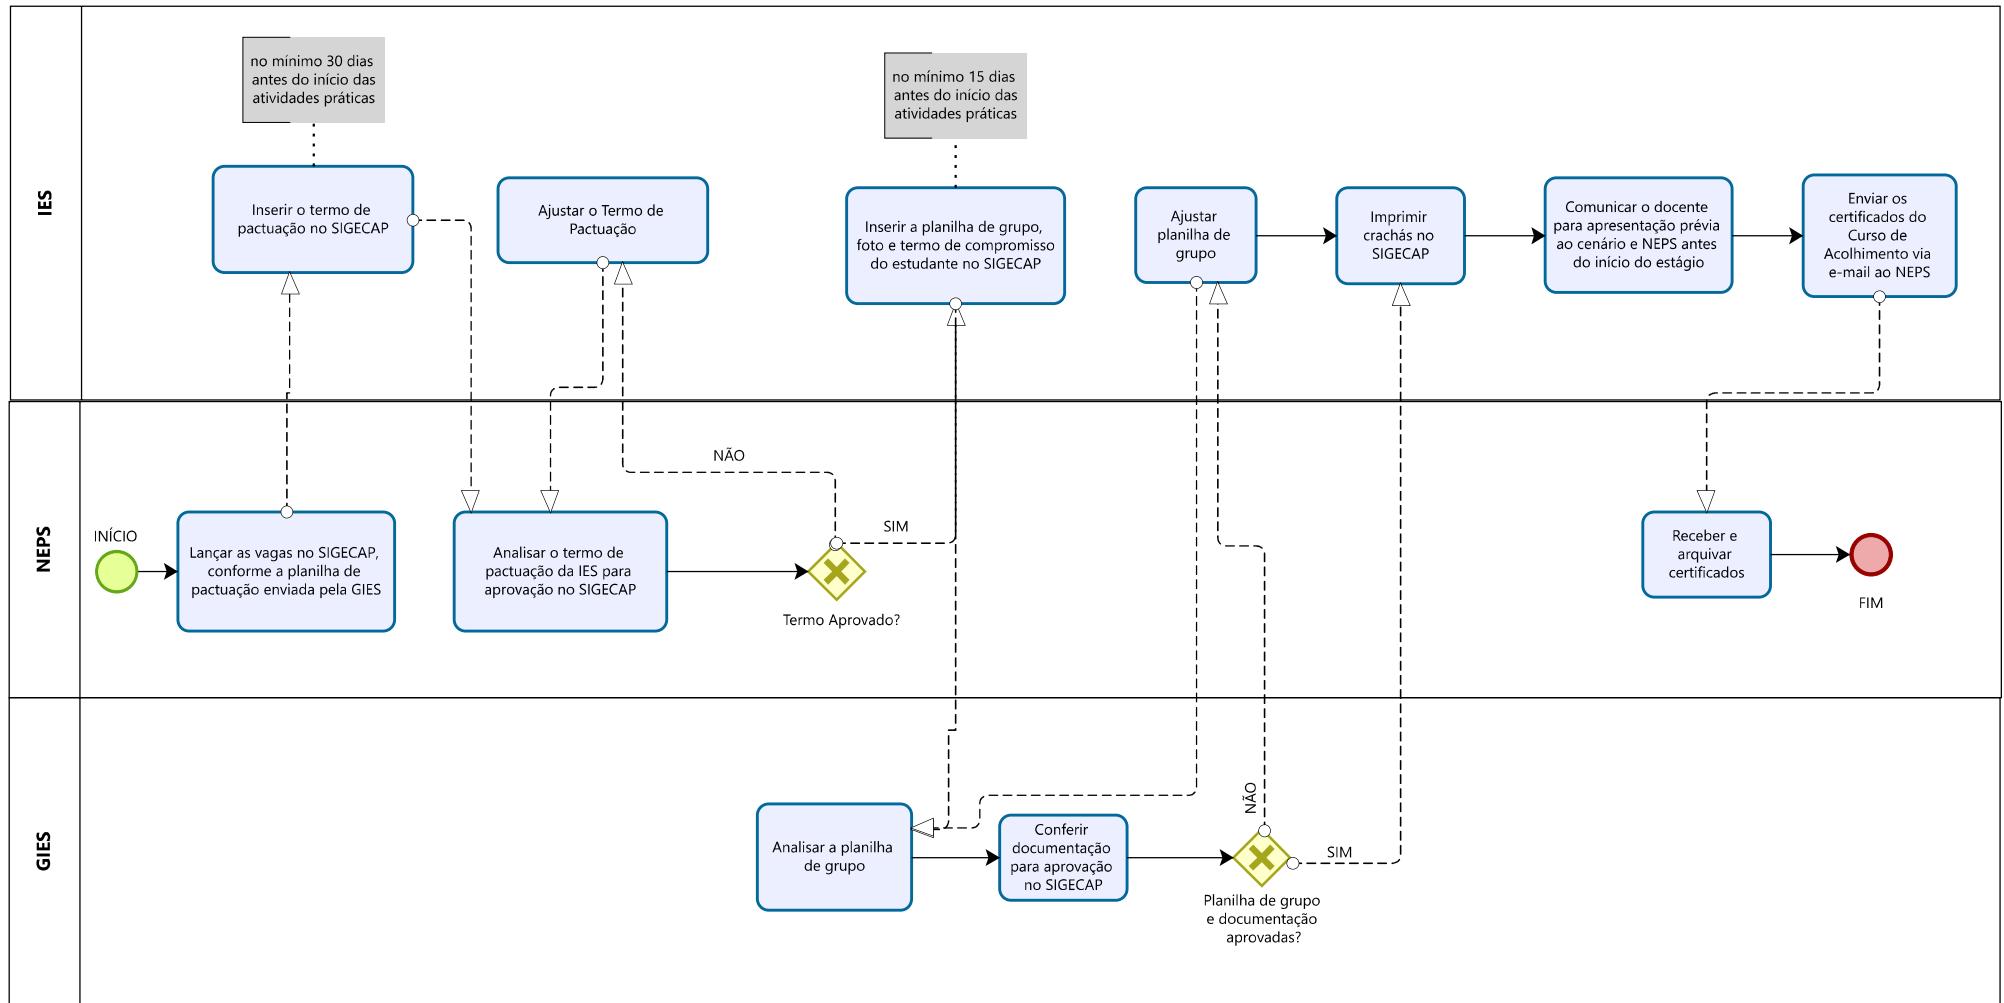 IES
no mínimo 30 dias
antes do início das
atividades práticas
no mínimo 15 dias
antes do início das
atividades práticas
Inserir o termo de
pactuação no SIGECAP
Ajustar o Termo de
Pactuação
Inserir a planilha de grupo,
foto e termo de compromisso
do estudante no SIGECAP
Ajustar
planilha de
grupo
Imprimir
crachás no
SIGECAP
Comunicar o docente
para apresentação prévia
ao cenário e NEPS antes
do início do estágio
Enviar os
certificados do
Curso de
Acolhimento via
e-mail ao NEPS
NEPS
INÍCIO
Lançar as vagas no SIGECAP,
conforme a planilha de
pactuação enviada pela GIES
Analisar o termo de
pactuação da IES para
aprovação no SIGECAP
NÃO
SIM
Termo Aprovado?
Receber e
arquivar
certificados
FIM
GIES
Analisar a planilha
de grupo
Conferir
documentação
para aprovação
no SIGECAP
NÃO
SIM
Planilha de grupo
e documentação
aprovadas?